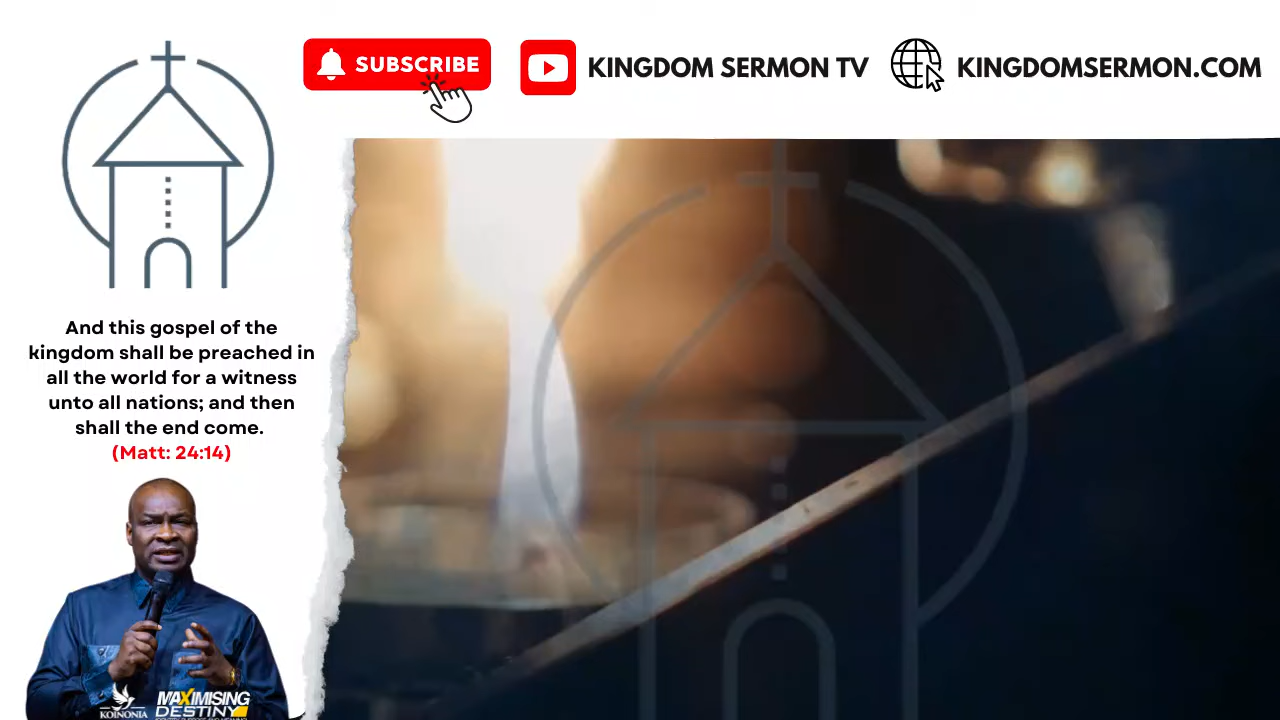 SUBSCRIBE
KINGDOM SERMON TV
KINGDOMSERMON.COM
And this gospel of the
kingdom shall be preached in
all the world for a witness
unto all nations; and then
shall the end come.
(Matt: 24:14)
KOINONIA
MAXIMISING
DESTINY